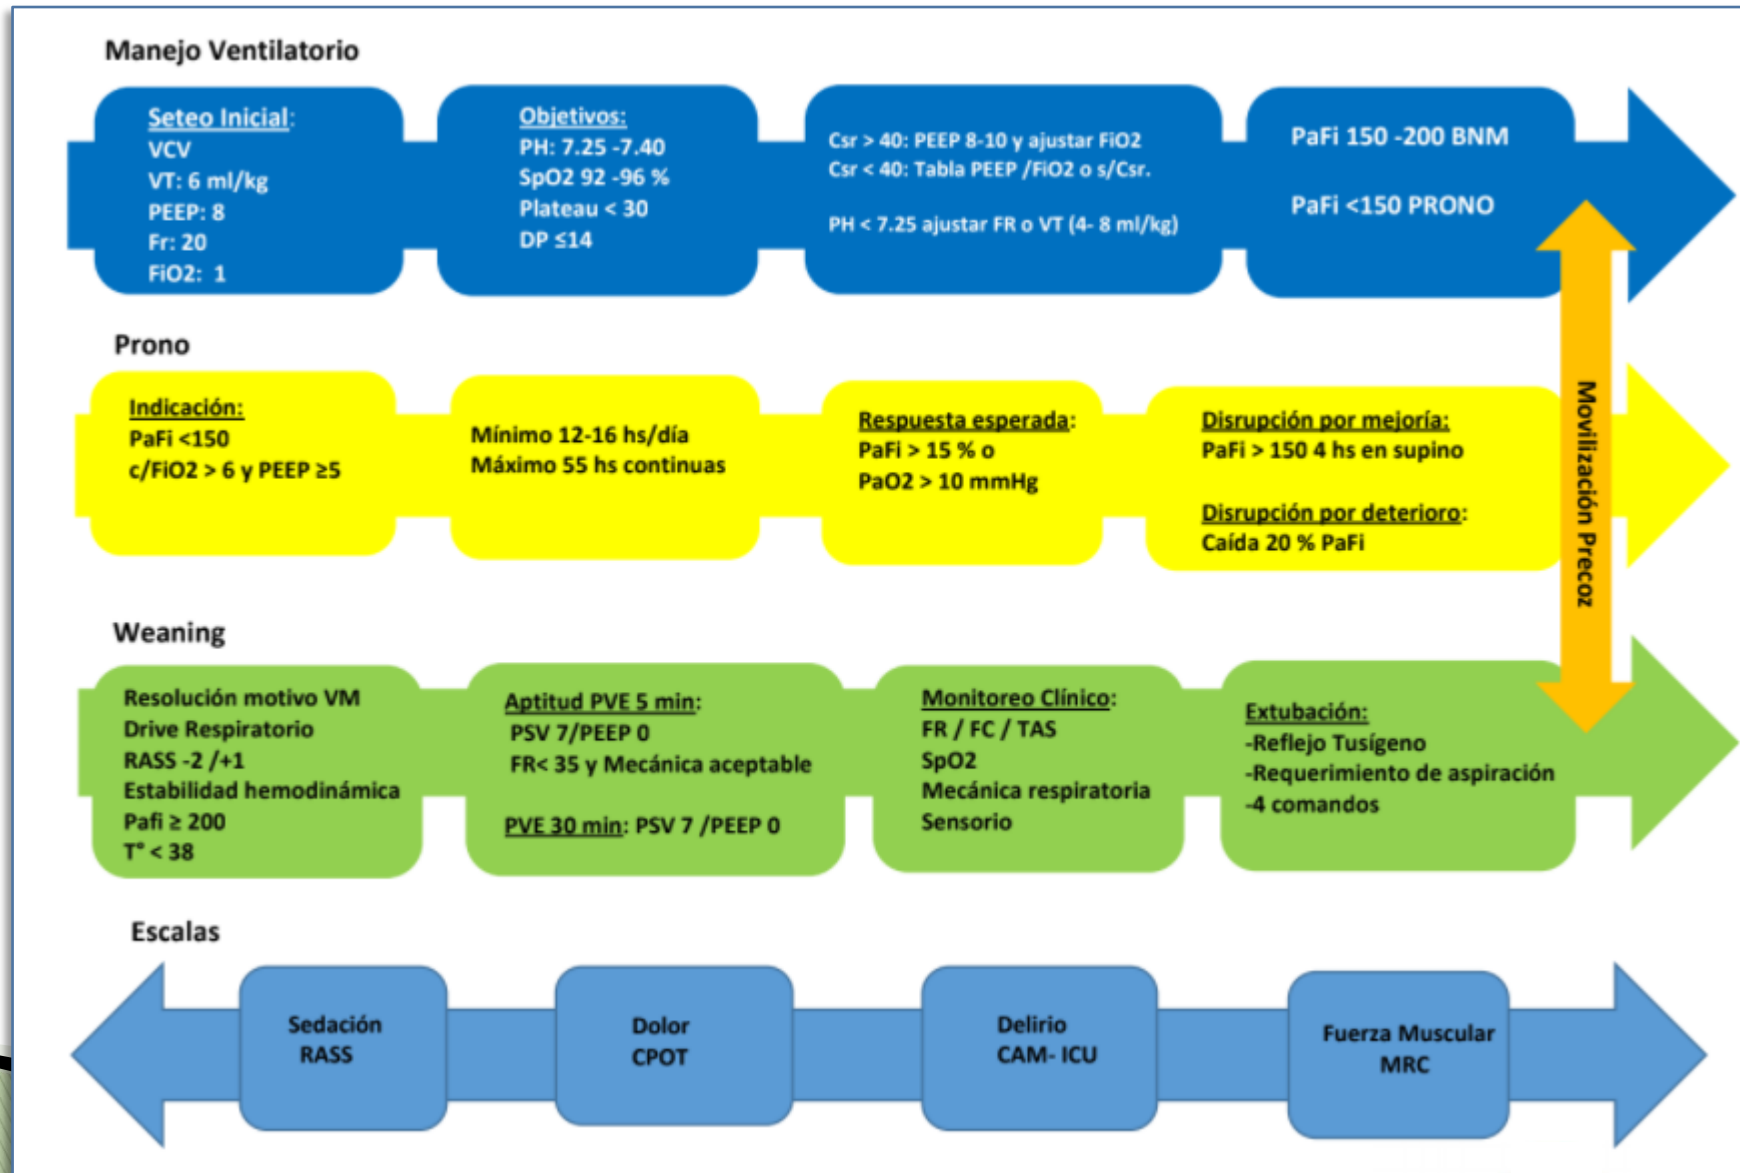 Manejo Ventilatorio
Seteo Inicial:
VCV
VT: 6 ml/kg
PEEP: 8
Fr: 20
FiO2: 1
Objetivos:
PH: 7.25 -7.40
SpO2 92 -96 %
Plateau < 30
DP ≤14
Csr > 40: PEEP 8-10 y ajustar FiO2
Csr < 40: Tabla PEEP /FiO2 o s/Csr.
PH < 7.25 ajustar FR o VT (4- 8 ml/kg)
PaFi 150 -200 BNM
PaFi <150 PRONO
Prono
Indicación:
PaFi <150
c/FiO2 > 6 y PEEP ≥5
Mínimo 12-16 hs/día
Máximo 55 hs continuas
Respuesta esperada:
PaFi > 15 % o
PaO2 > 10 mmHg
Disrupción por mejoría:
PaFi > 150 4 hs en supino
Disrupción por deterioro:
Caída 20 % PaFi
Movilización Precoz
Weaning
Resolución motivo VM
Drive Respiratorio
RASS -2 /+1
Estabilidad hemodinámica
Pafi ≥ 200
T° < 38
Aptitud PVE 5 min:
PSV 7/PEEP 0
FR< 35 y Mecánica aceptable
PVE 30 min: PSV 7 /PEEP 0
Monitoreo Clínico:
FR / FC / TAS
SpO2
Mecánica respiratoria
Sensorio
Extubación:
-Reflejo Tusígeno
-Requerimiento de aspiración
-4 comandos
Escalas
Sedación
RASS
Dolor
CPOT
Delirio
CAM- ICU
Fuerza Muscular
MRC